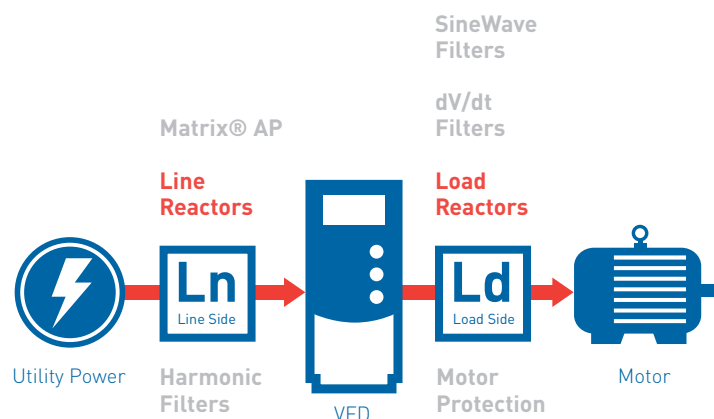 SineWave
Filters
dV/dt
Filters
Matrix® AP
Line
Reactors
Load
Reactors
Ln
Line Side
Ld
Load Side
Utility Power
Harmonic
Filters
VFD
Motor
Protection
Motor